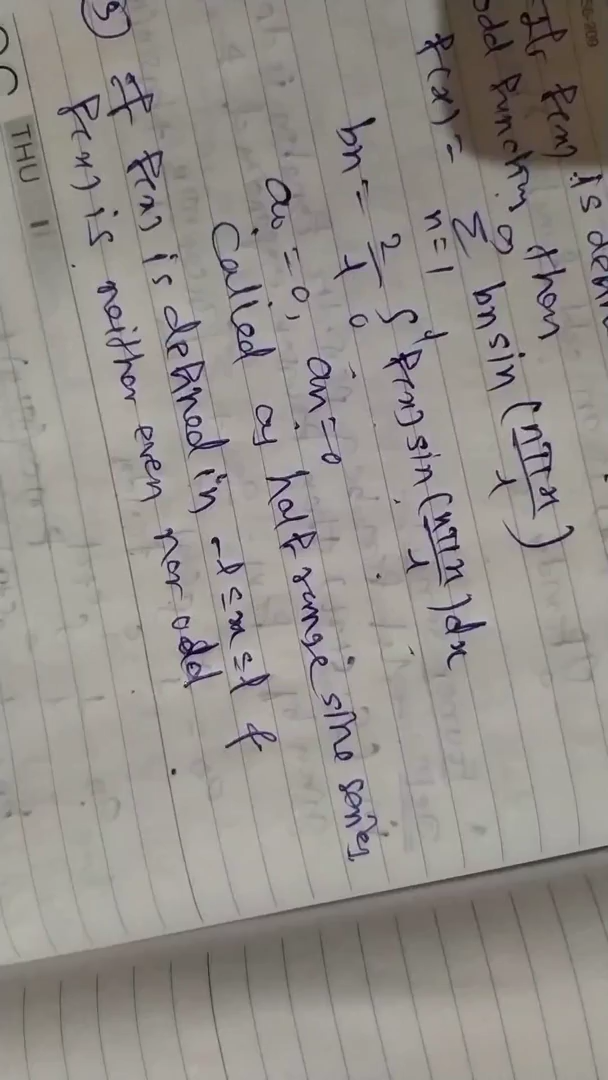 If f(x) is defin
odd function then
f(x) = ∞ Σ n=1 bn sin (nπx / l)
bn = 2/l ∫ l 0 f(x) sin (nπx / l) dx
a₀ = 0, an = 0
Called as half range sine series
3) If f(x) is defined in -l ≤ x ≤ l &
f(x) is neither even nor odd
THU